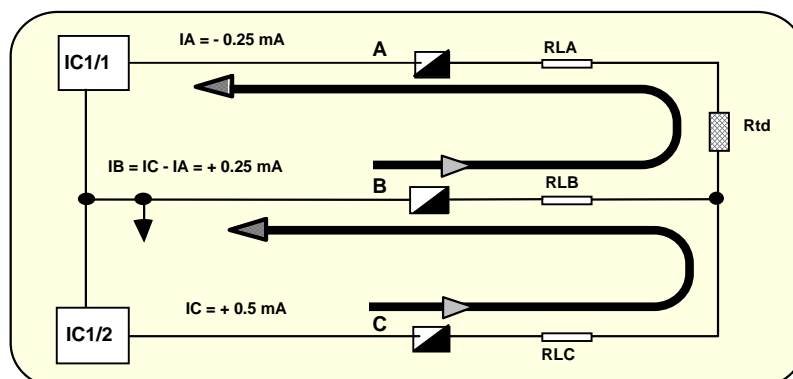 IA = - 0.25 mA
A
RLA
IC1/1
Rtd
IB = IC - IA = + 0.25 mA
B
RLB
IC = + 0.5 mA
C
IC1/2
RLC